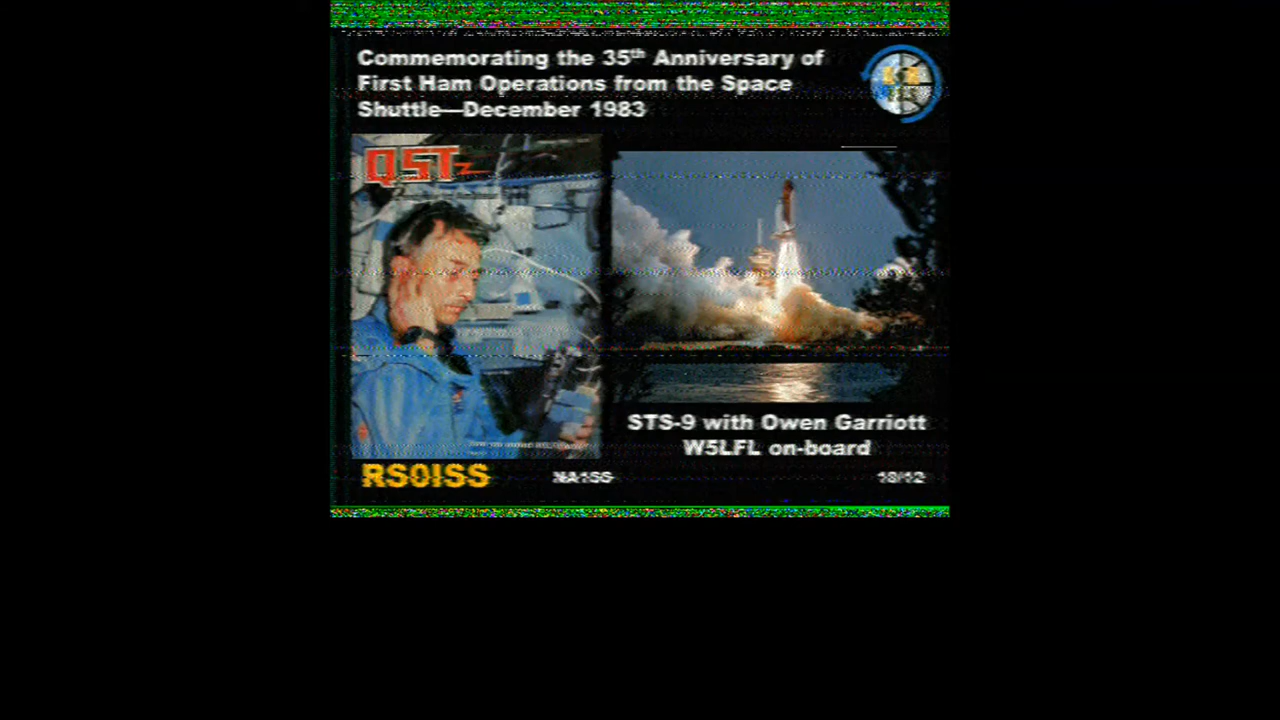 Commemorating the 35th Anniversary of
First Ham Operations from the Space
Shuttle—December 1983
QST
STS-9 with Owen Garriott
W5LFL on-board
RS0ISS
NA1SS
10/12